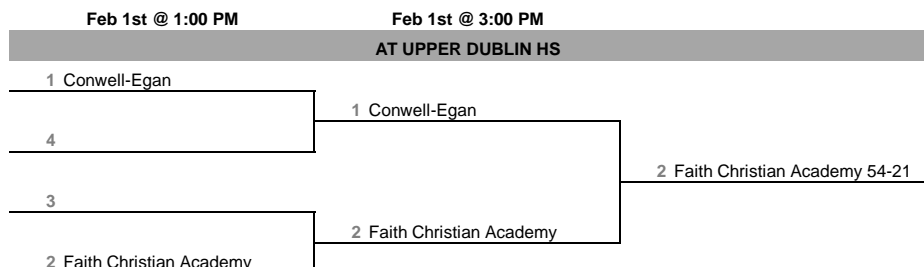 Feb 1st @ 1:00 PM Feb 1st @ 3:00 PM
AT UPPER DUBLIN HS
1 Conwell-Egan
1 Conwell-Egan
4
2 Faith Christian Academy 54-21
3
2 Faith Christian Academy
2 Faith Christian Academy